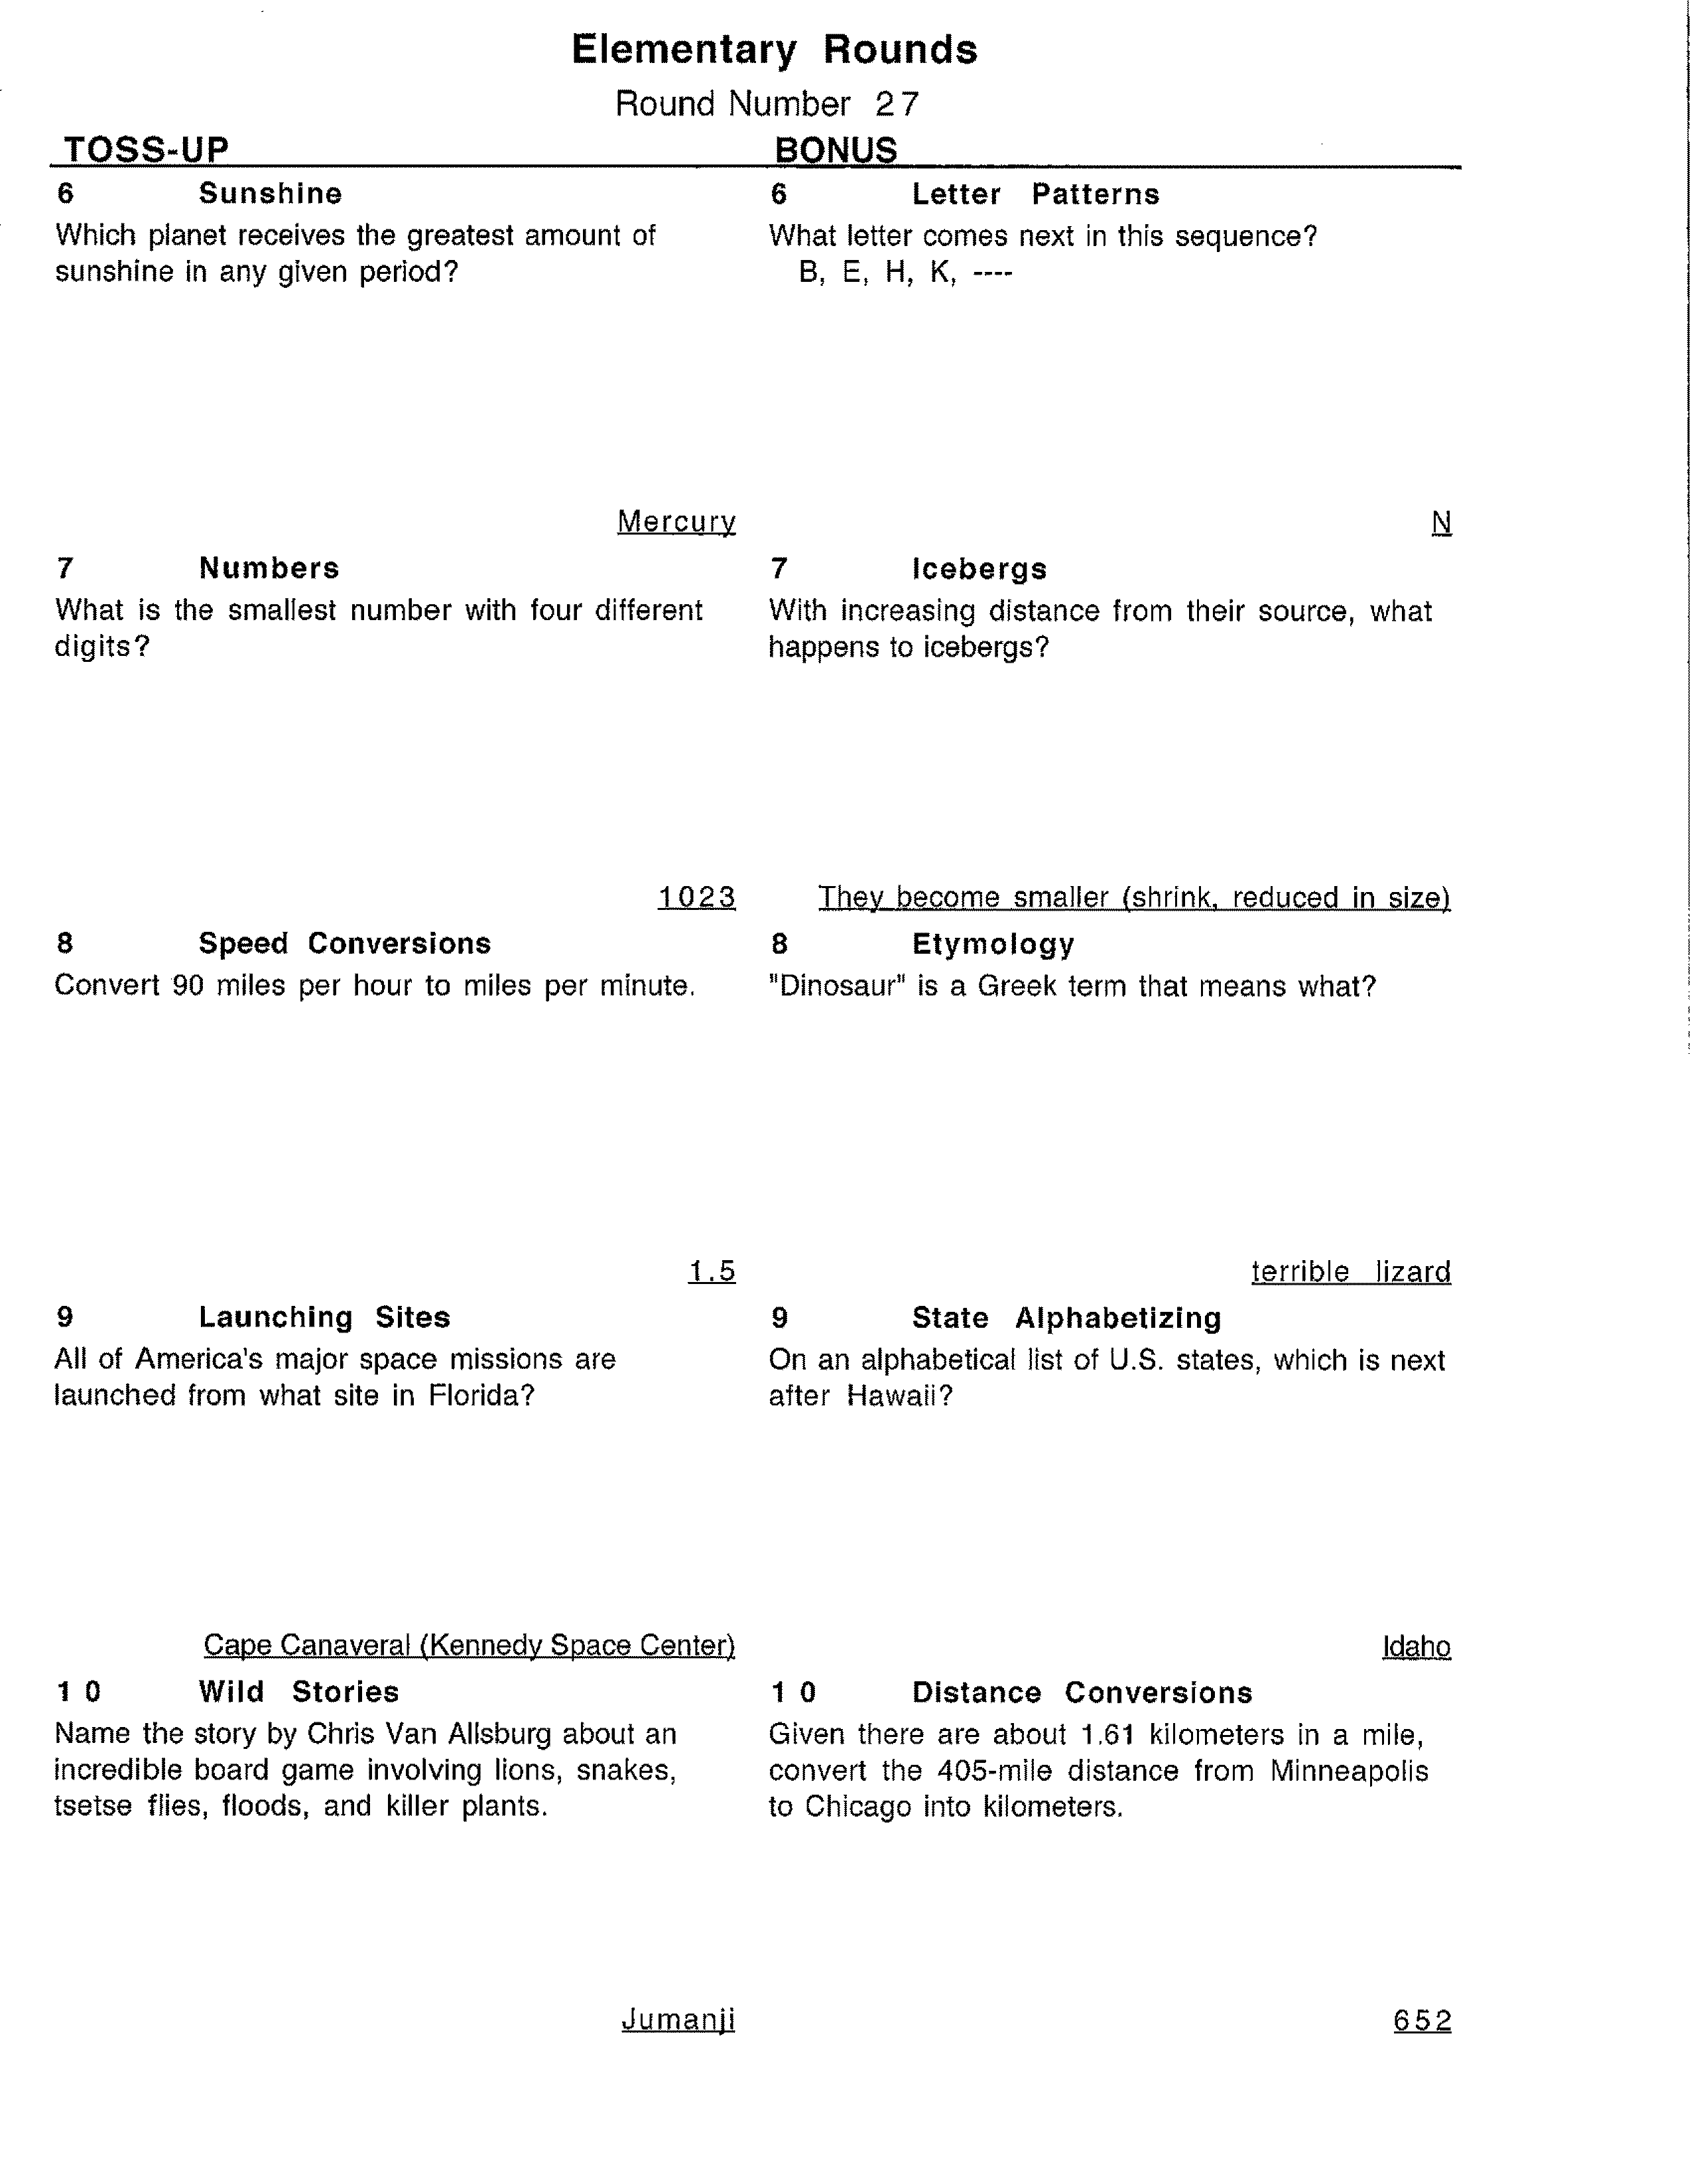 Elementary Rounds
Round Number 27
TOSS-UP
6 Sunshine
Which planet receives the greatest amount of
sunshine in any given period?
Mercury
7 Numbers
What is the smallest number with four different
digits?
1023
8 Speed Conversions
Convert 90 miles per hour to miles per minute.
1.5
9 Launching Sites
All of America's major space missions are
launched from what site in Florida?
Cape Canaveral (Kennedy Space Center)
10 Wild Stories
Name the story by Chris Van Allsburg about an
incredible board game involving lions, snakes,
tsetse flies, floods, and killer plants.
Jumanji
BONUS
6 Letter Patterns
What letter comes next in this sequence?
B, E, H, K, ----
N
7 Icebergs
With increasing distance from their source, what
happens to icebergs?
They become smaller (shrink, reduced in size)
8 Etymology
"Dinosaur" is a Greek term that means what?
terrible lizard
9 State Alphabetizing
On an alphabetical list of U.S. states, which is next
after Hawaii?
Idaho
10 Distance Conversions
Given there are about 1.61 kilometers in a mile,
convert the 405-mile distance from Minneapolis
to Chicago into kilometers.
652